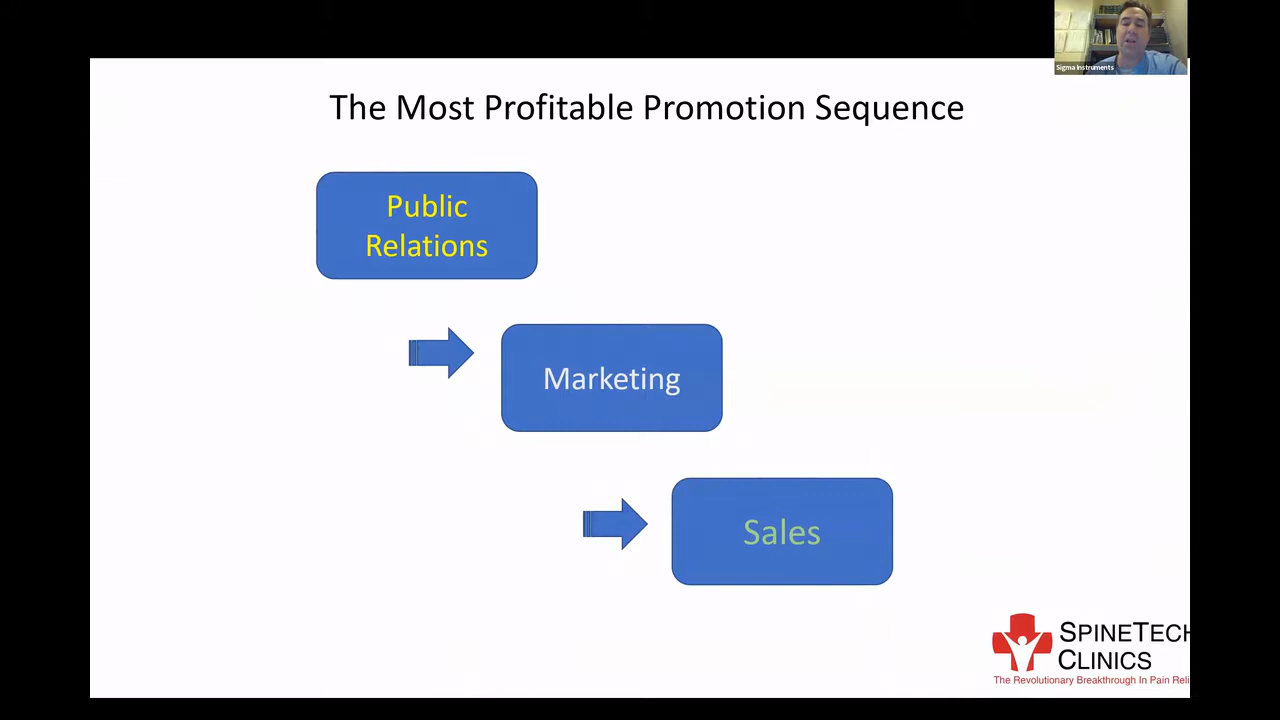 Sigma Instruments
The Most Profitable Promotion Sequence
Public
Relations
Marketing
Sales
SPINETECH
CLINICS
The Revolutionary Breakthrough In Pain Reli